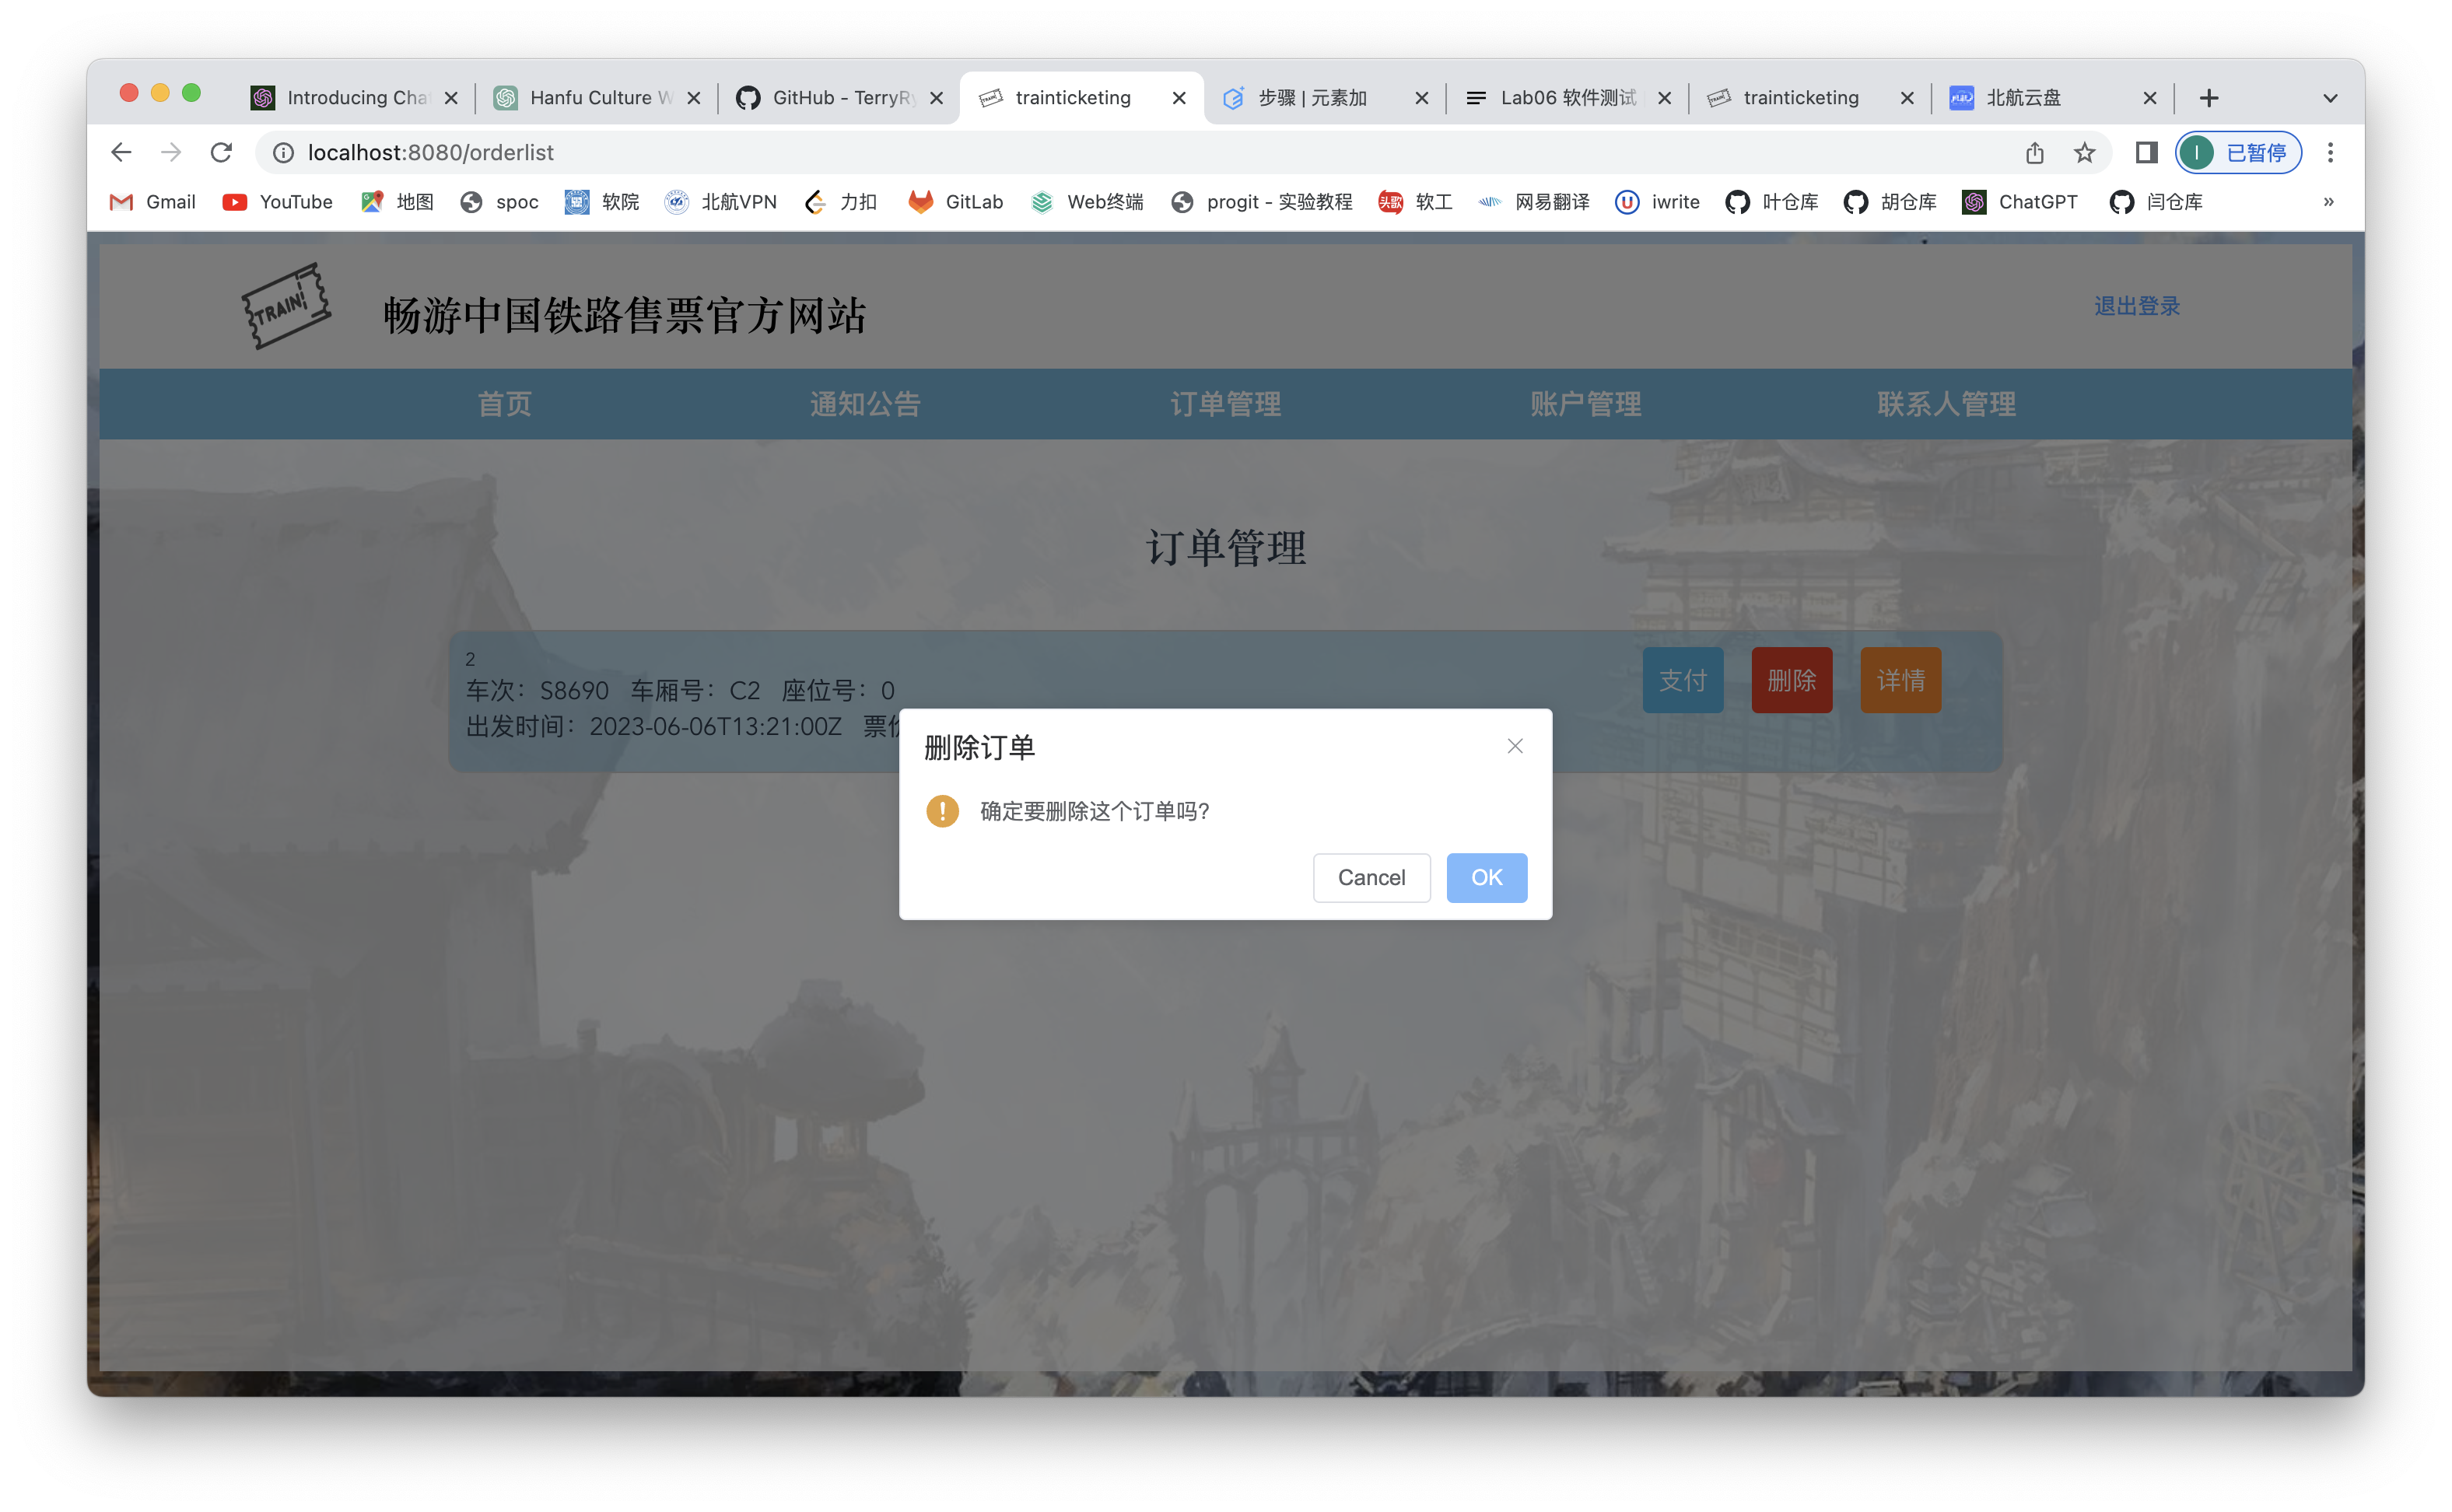 Introducing Cha
Hanfu Culture W
GitHub - TerryRy
trainticketing
步骤 | 元素加
Lab06 软件测试
trainticketing
北航云盘
localhost:8080/orderlist
已暂停
Gmail
YouTube
地图
spoc
软院
北航VPN
力扣
GitLab
Web终端
progit - 实验教程
头歌
软工
网易翻译
iwrite
叶仓库
胡仓库
ChatGPT
闫仓库
TRAIN!
畅游中国铁路售票官方网站
退出登录
首页
通知公告
订单管理
账户管理
联系人管理
订单管理
2
车次：S8690 车厢号：C2 座位号：0
出发时间：2023-06-06T13:21:00Z 票价
支付
删除
详情
删除订单
确定要删除这个订单吗?
Cancel
OK